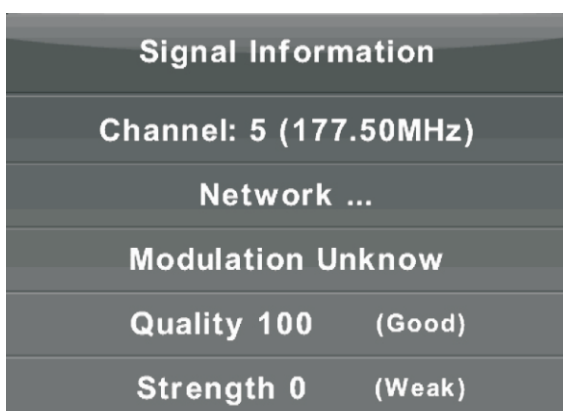 Signal Information
Channel: 5 (177.50MHz)
Network ...
Modulation Unknow
Quality 100 (Good)
Strength 0 (Weak)